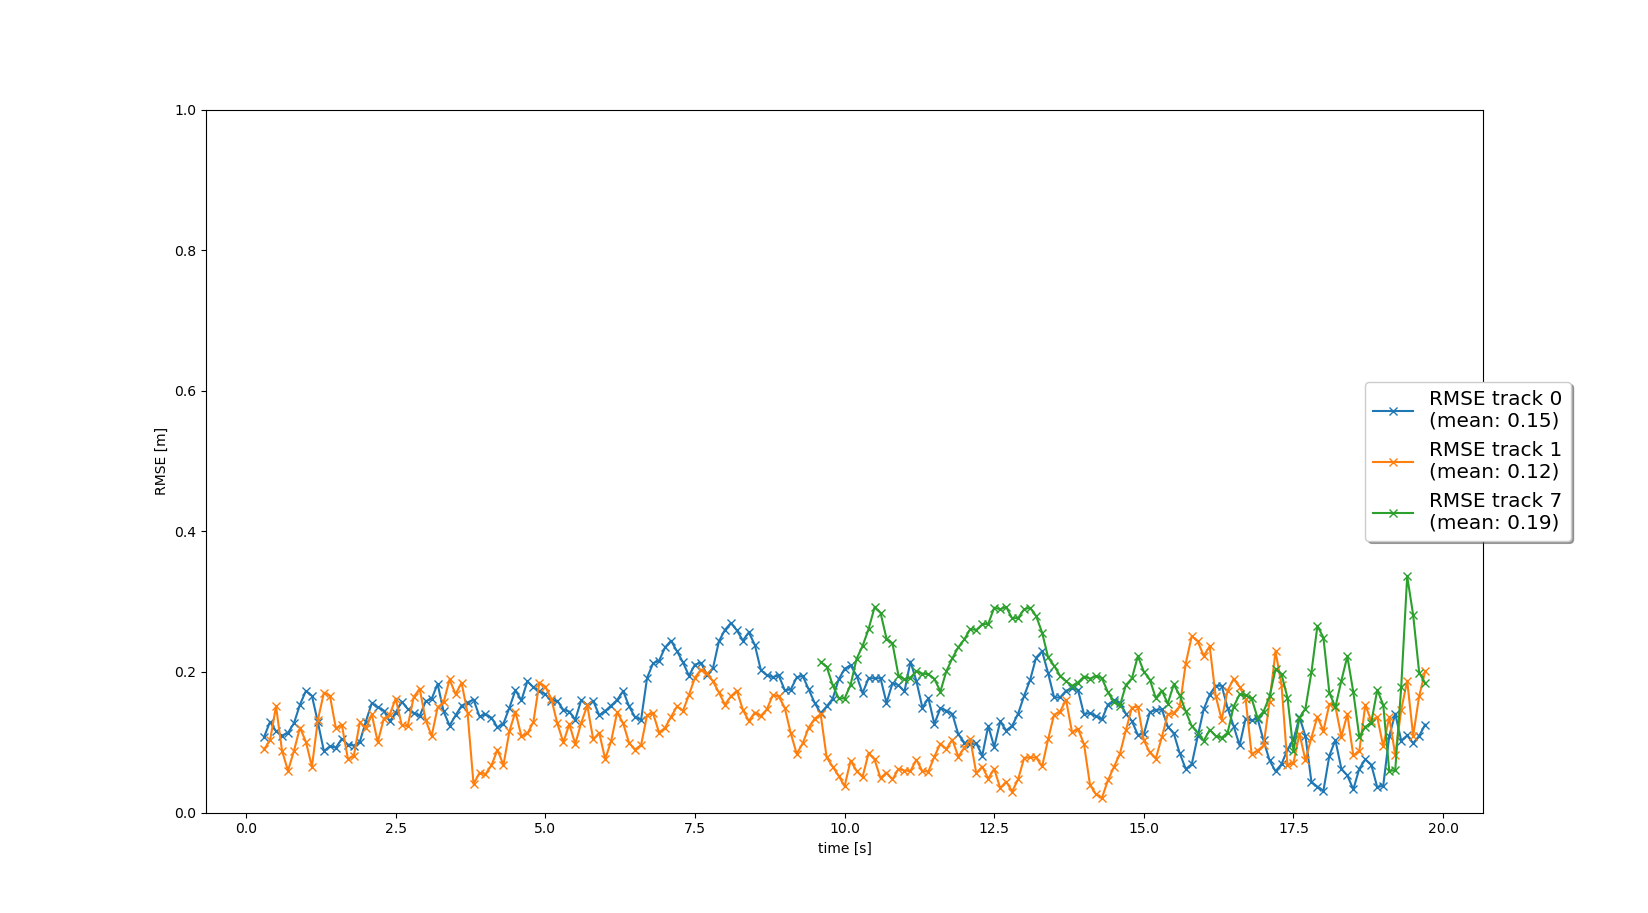 1.0
0.8
0.6
0.4
0.2
0.0
RMSE [m]
0.0 2.5 5.0 7.5 10.0 12.5 15.0 17.5 20.0
time [s]
RMSE track 0
(mean: 0.15)
RMSE track 1
(mean: 0.12)
RMSE track 7
(mean: 0.19)